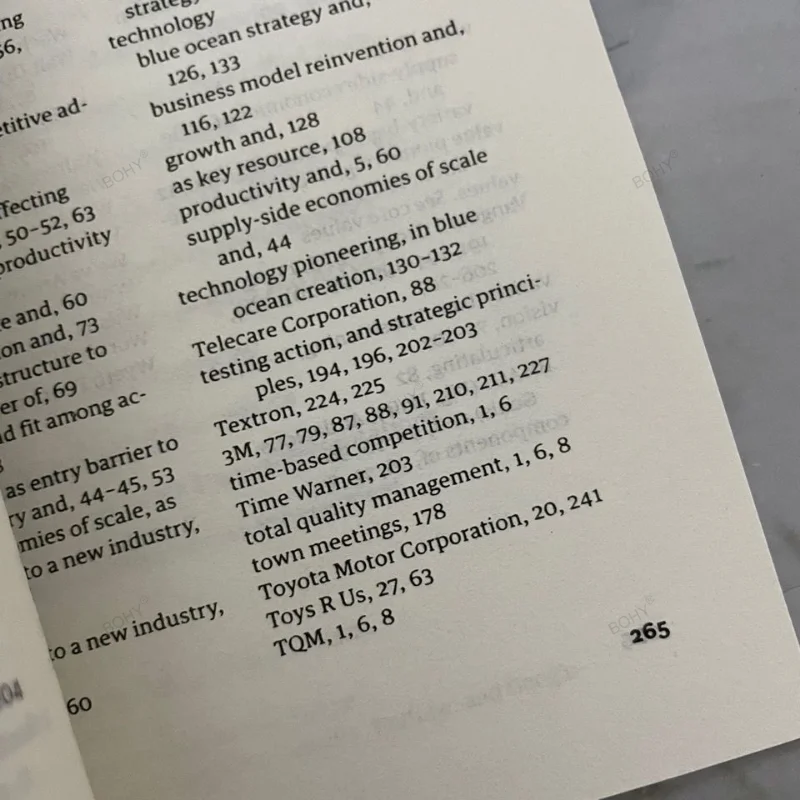 ng
56,
etitive ad-
ffecting
50–52, 63
productivity
e and, 60
on and, 73
structure to
er of, 69
d fit among ac-
as entry barrier to
ry and, 44–45, 53
mies of scale, as
to a new industry,
to a new industry,
60
strategy
technology
blue ocean strategy and,
126, 133
business model reinvention and,
116, 122
growth and, 128
as key resource, 108
productivity and, 5, 60
supply-side economies of scale
and, 44
technology pioneering, in blue
ocean creation, 130–132
Telecare Corporation, 88
testing action, and strategic princi-
ples, 194, 196, 202–203
Textron, 224, 225
3M, 77, 79, 87, 88, 91, 210, 211, 227
time-based competition, 1, 6
Time Warner, 203
total quality management, 1, 6, 8
town meetings, 178
Toyota Motor Corporation, 20, 241
Toys R Us, 27, 63
TQM, 1, 6, 8
265
04
BOHY
BOHY
BOHY
BOHY